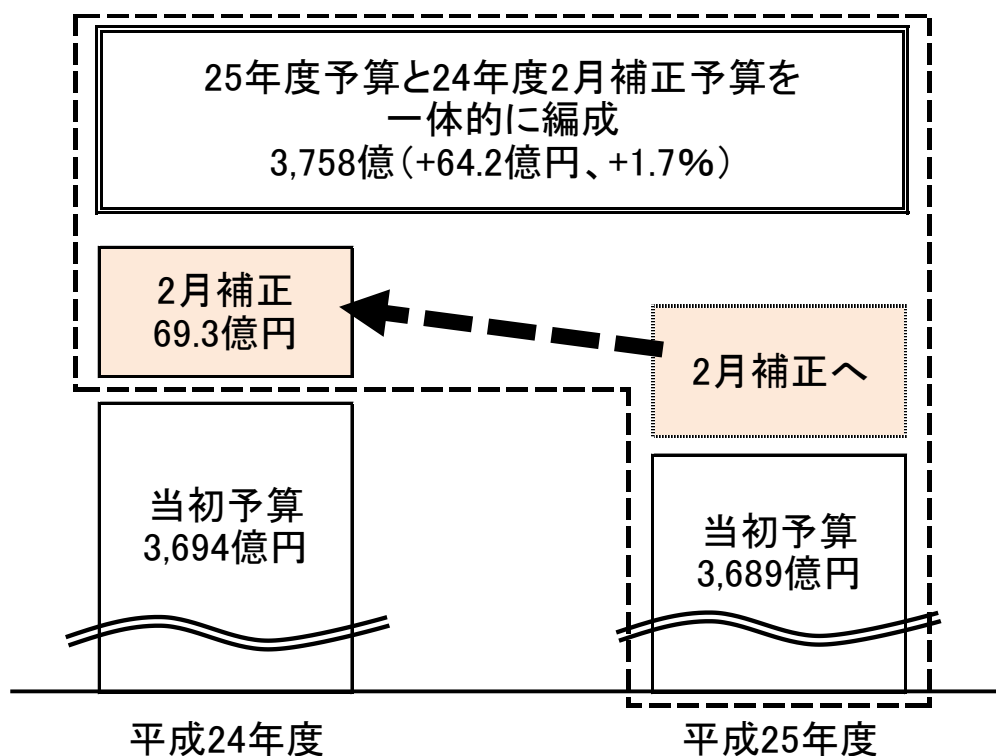 25年度予算と24年度2月補正予算を
一体的に編成
3,758億(+64.2億円、+1.7%)
2月補正
69.3億円
2月補正へ
当初予算
3,694億円
当初予算
3,689億円
平成24年度
平成25年度